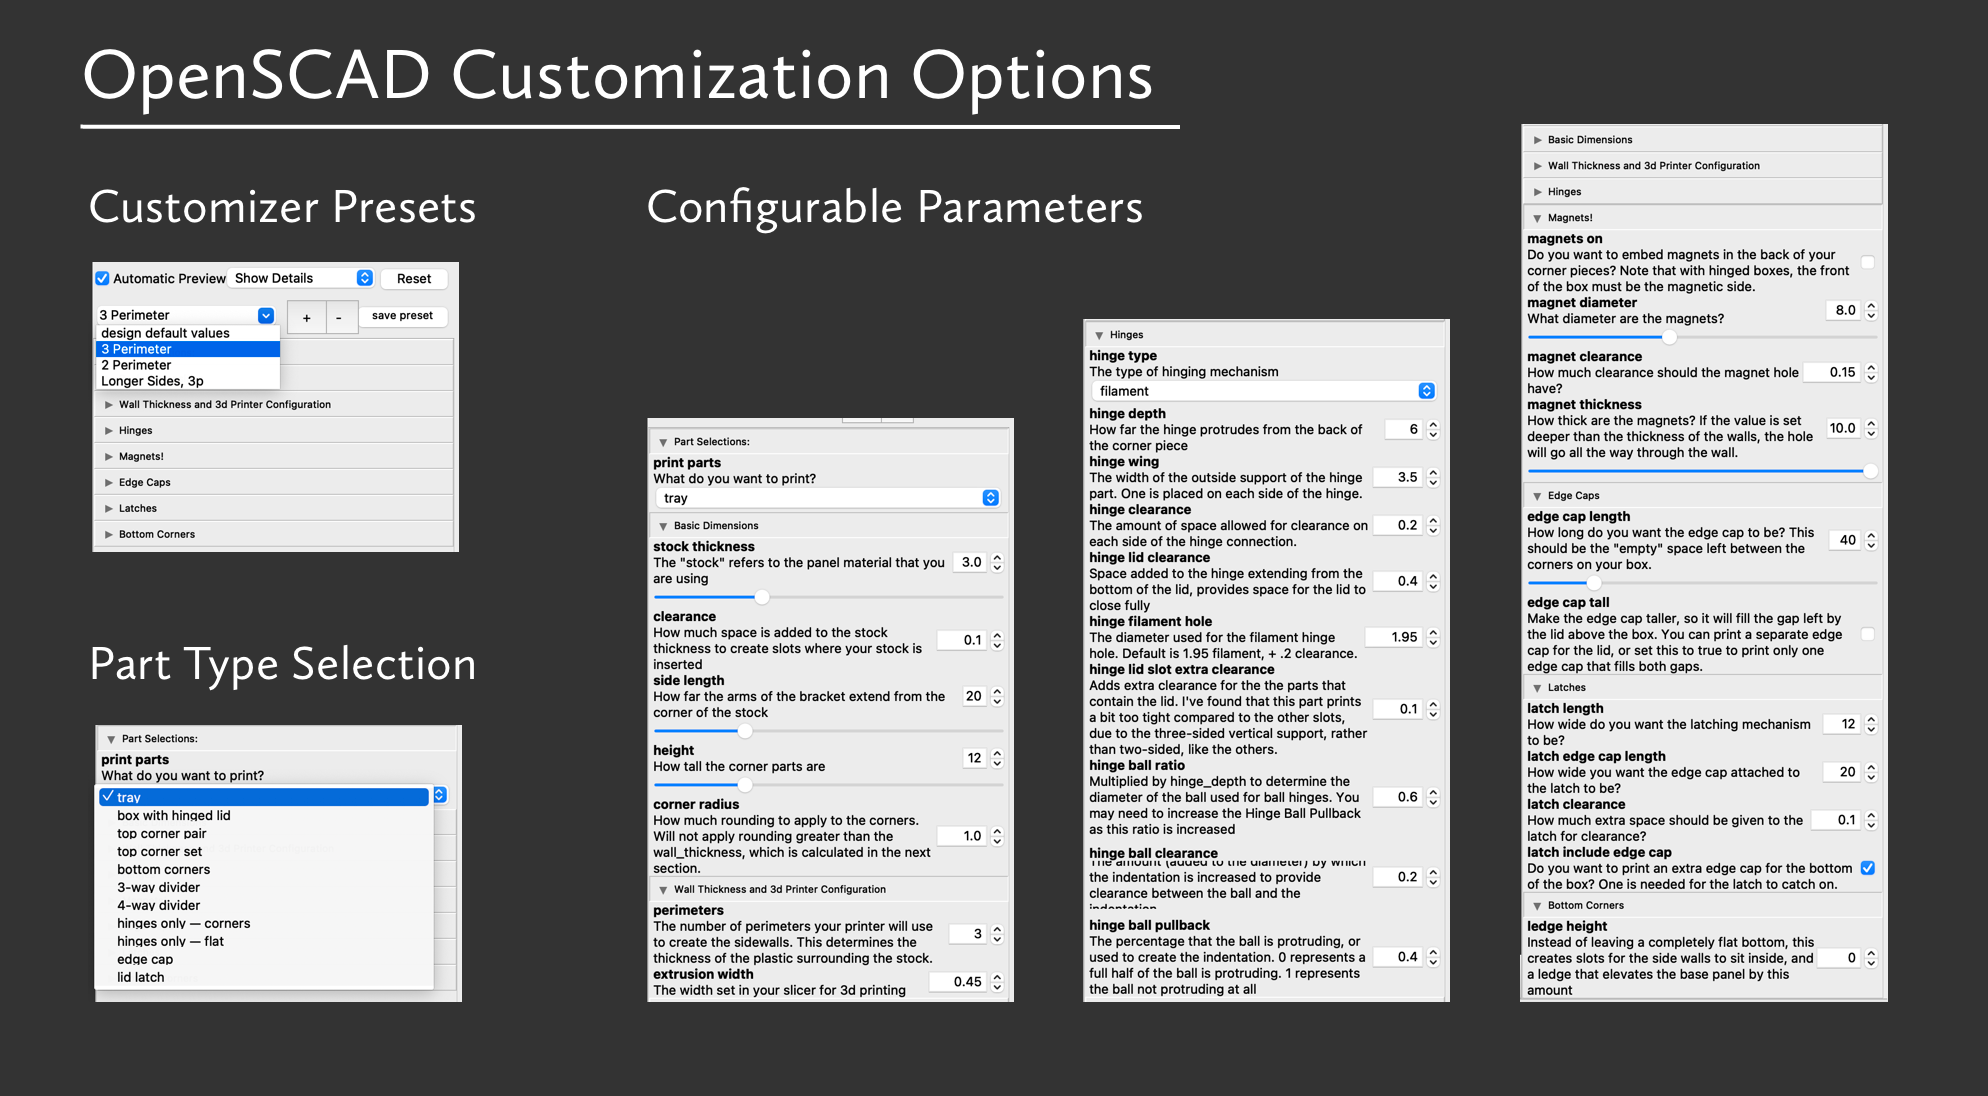 OpenSCAD Customization Options
Customizer Presets
Automatic Preview
Show Details
Reset
3 Perimeter
+
-
save preset
design default values
3 Perimeter
2 Perimeter
Longer Sides, 3p
Wall Thickness and 3d Printer Configuration
Hinges
Magnets!
Edge Caps
Latches
Bottom Corners
Part Type Selection
Part Selections:
print parts
What do you want to print?
tray
box with hinged lid
top corner pair
top corner set
bottom corners
3-way divider
4-way divider
hinges only — corners
hinges only — flat
edge cap
lid latch
Configurable Parameters
Part Selections:
print parts
What do you want to print?
tray
Basic Dimensions
stock thickness
The "stock" refers to the panel material that you
are using
3.0
clearance
How much space is added to the stock
thickness to create slots where your stock is
inserted
0.1
side length
How far the arms of the bracket extend from the
corner of the stock
20
height
How tall the corner parts are
12
corner radius
How much rounding to apply to the corners.
Will not apply rounding greater than the
wall_thickness, which is calculated in the next
section.
1.0
Wall Thickness and 3d Printer Configuration
perimeters
The number of perimeters your printer will use
to create the sidewalls. This determines the
thickness of the plastic surrounding the stock.
3
extrusion width
The width set in your slicer for 3d printing
0.45
Hinges
hinge type
The type of hinging mechanism
filament
hinge depth
How far the hinge protrudes from the back of
the corner piece
6
hinge wing
The width of the outside support of the hinge
part. One is placed on each side of the hinge.
3.5
hinge clearance
The amount of space allowed for clearance on
each side of the hinge connection.
0.2
hinge lid clearance
Space added to the hinge extending from the
bottom of the lid, provides space for the lid to
close fully
0.4
hinge filament hole
The diameter used for the filament hinge
hole. Default is 1.95 filament, + .2 clearance.
1.95
hinge lid slot extra clearance
Adds extra clearance for the the parts that
contain the lid. I've found that this part prints
a bit too tight compared to the other slots,
due to the three-sided vertical support, rather
than two-sided, like the others.
0.1
hinge ball ratio
Multiplied by hinge_depth to determine the
diameter of the ball used for ball hinges. You
may need to increase the Hinge Ball Pullback
as this ratio is increased
0.6
hinge ball clearance
The amount (added to the diameter) by which
the indentation is increased to provide
clearance between the ball and the
indentation
0.2
hinge ball pullback
The percentage that the ball is protruding, or
used to create the indentation. 0 represents a
full half of the ball is protruding. 1 represents
the ball not protruding at all
0.4
Basic Dimensions
Wall Thickness and 3d Printer Configuration
Hinges
Magnets!
magnets on
Do you want to embed magnets in the back of your
corner pieces? Note that with hinged boxes, the front
of the box must be the magnetic side.
magnet diameter
What diameter are the magnets?
8.0
magnet clearance
How much clearance should the magnet hole
have?
0.15
magnet thickness
How thick are the magnets? If the value is set
deeper than the thickness of the walls, the hole
will go all the way through the wall.
10.0
Edge Caps
edge cap length
How long do you want the edge cap to be? This
should be the "empty" space left between the
corners on your box.
40
edge cap tall
Make the edge cap taller, so it will fill the gap left by
the lid above the box. You can print a separate edge
cap for the lid, or set this to true to print only one
edge cap that fills both gaps.
Latches
latch length
How wide do you want the latching mechanism
to be?
12
latch edge cap length
How wide you want the edge cap attached to
the latch to be?
20
latch clearance
How much extra space should be given to the
latch for clearance?
0.1
latch include edge cap
Do you want to print an extra edge cap for the bottom
of the box? One is needed for the latch to catch on.
Bottom Corners
ledge height
Instead of leaving a completely flat bottom, this
creates slots for the side walls to sit inside, and
a ledge that elevates the base panel by this
amount
0